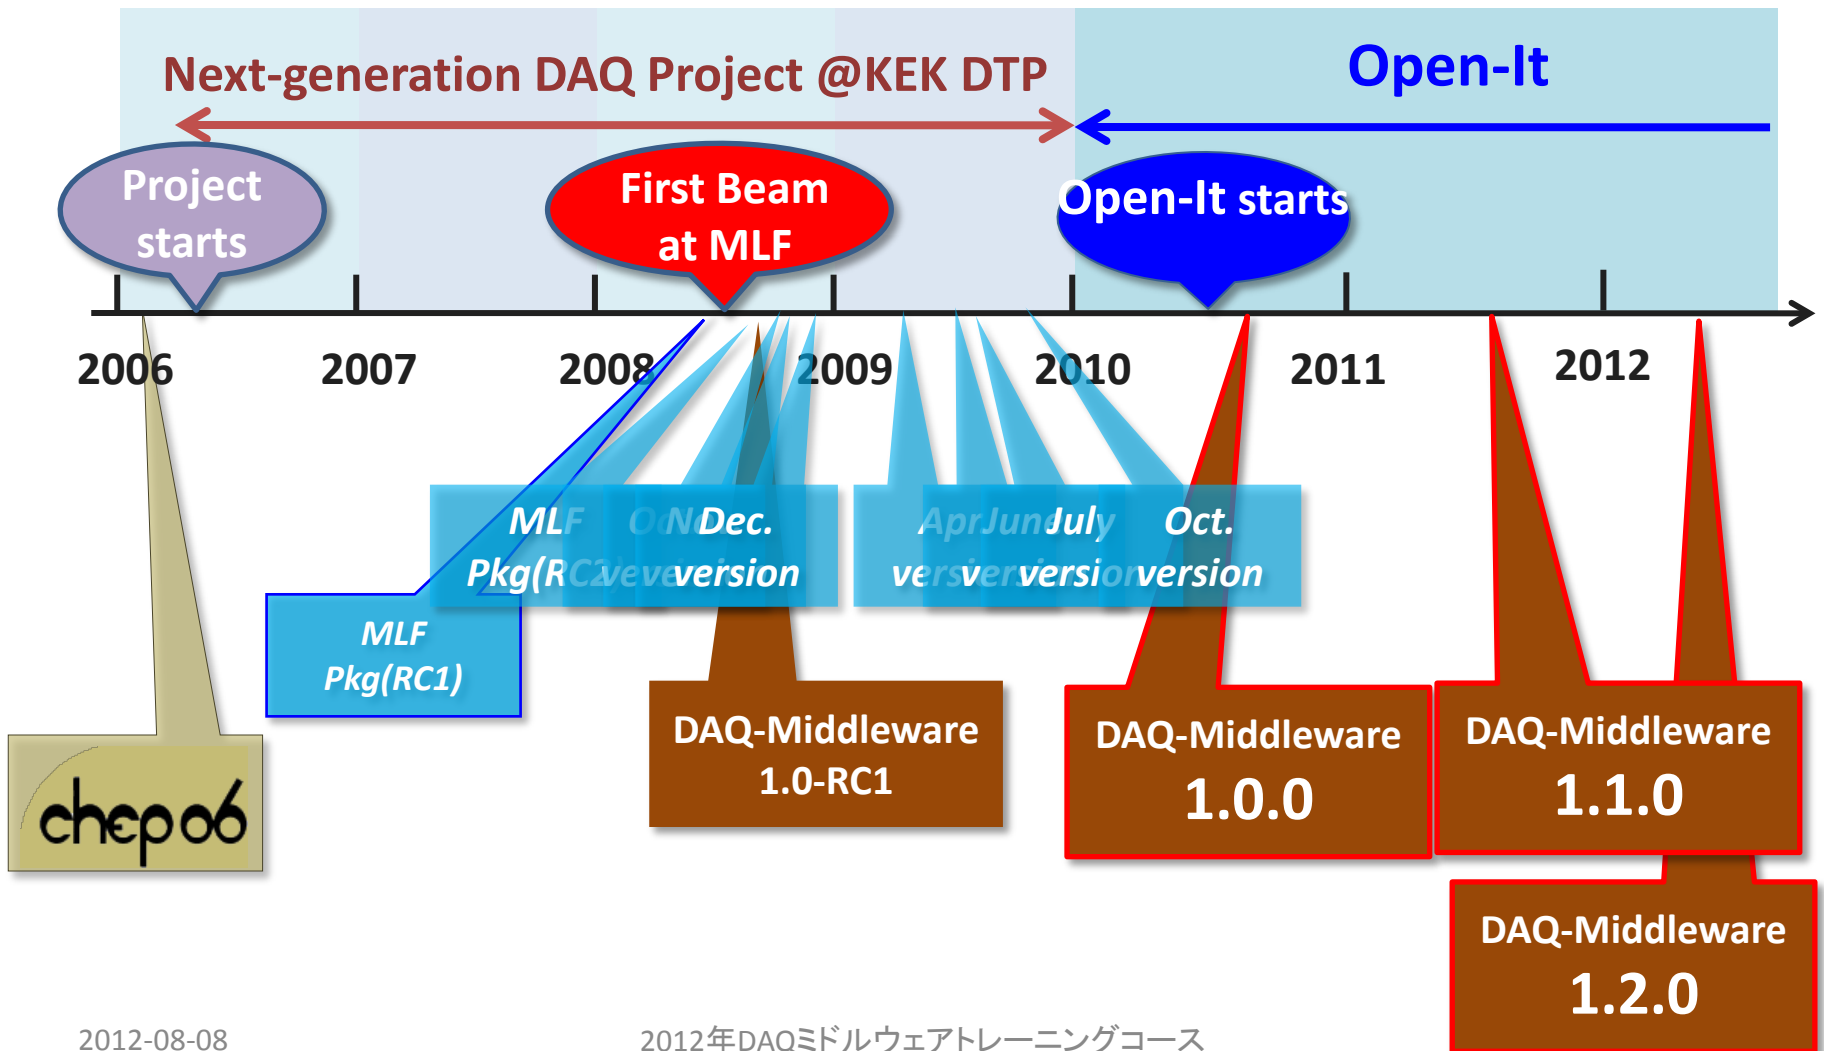 Next-generation DAQ Project @KEK DTP
Open-It
Project
starts
First Beam
at MLF
Open-It starts
2006
2007
2008
2009
2010
2011
2012
MLF
Pkg(RC2)
Dec.
version
Apr.
version
June
version
July
version
Oct.
version
MLF
Pkg(RC1)
DAQ-Middleware
1.0-RC1
DAQ-Middleware
1.0.0
DAQ-Middleware
1.1.0
DAQ-Middleware
1.2.0
chep06
2012-08-08
2012年DAQミドルウェアトレーニングコース